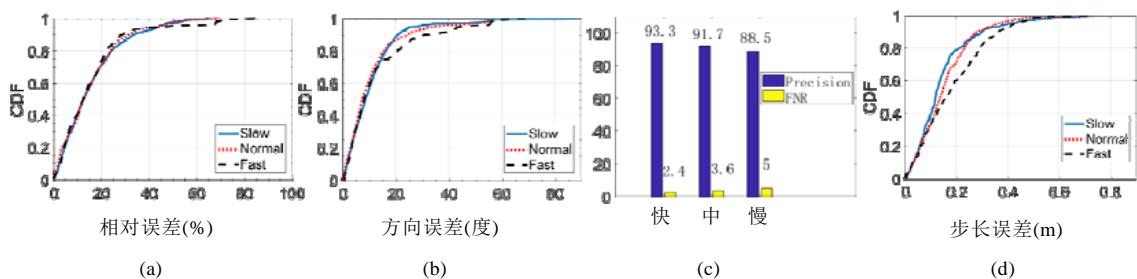 CDF
1
0.8
0.6
0.4
0.2
0
Slow
Normal
Fast
0 20 40 60 80 100
相对误差(%)
(a)
CDF
1
0.8
0.6
0.4
0.2
0
Slow
Normal
Fast
0 20 40 60 80
方向误差(度)
(b)
100
80
60
40
20
0
93.3 91.7 88.5
Precision
FNR
2.4 3.6 5
快 中 慢
(c)
CDF
1
0.8
0.6
0.4
0.2
0
Slow
Normal
Fast
0 0.2 0.4 0.6 0.8
步长误差(m)
(d)